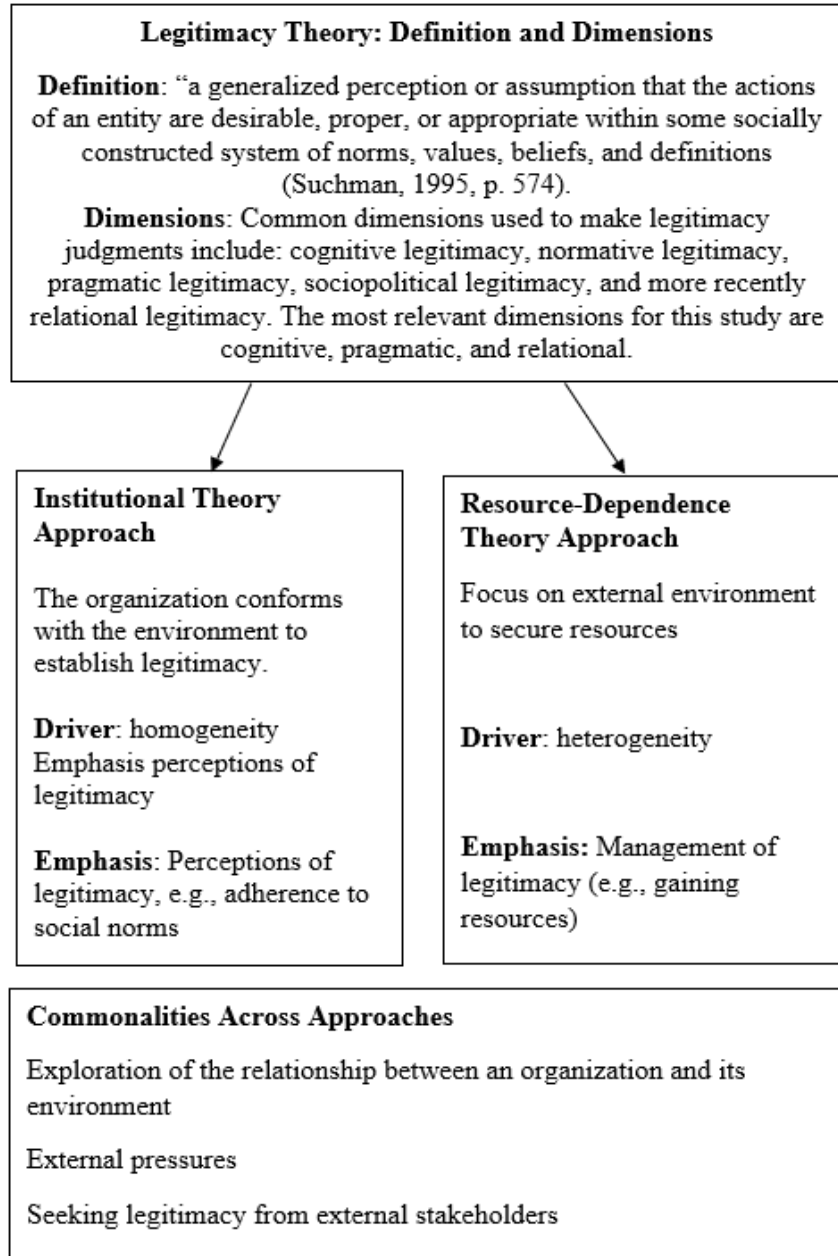 Legitimacy Theory: Definition and Dimensions
Definition: “a generalized perception or assumption that the actions
of an entity are desirable, proper, or appropriate within some socially
constructed system of norms, values, beliefs, and definitions
(Suchman, 1995, p. 574).
Dimensions: Common dimensions used to make legitimacy
judgments include: cognitive legitimacy, normative legitimacy,
pragmatic legitimacy, sociopolitical legitimacy, and more recently
relational legitimacy. The most relevant dimensions for this study are
cognitive, pragmatic, and relational.
Institutional Theory
Approach
The organization conforms
with the environment to
establish legitimacy.
Driver: homogeneity
Emphasis perceptions of
legitimacy
Emphasis: Perceptions of
legitimacy, e.g., adherence to
social norms
Resource-Dependence
Theory Approach
Focus on external environment
to secure resources
Driver: heterogeneity
Emphasis: Management of
legitimacy (e.g., gaining
resources)
Commonalities Across Approaches
Exploration of the relationship between an organization and its
environment
External pressures
Seeking legitimacy from external stakeholders